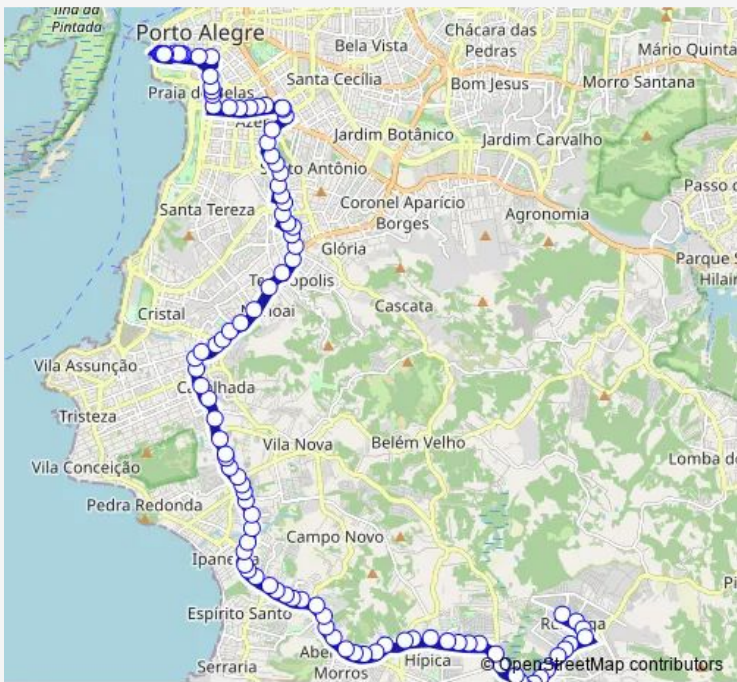 Ilha da
Pintada
Porto Alegre
Chácara das
Pedras
Bela Vista
Mário Quinta
Santa Cecília
Bom Jesus
Morro Santana
Praia de Belas
Jardim Botânico
Jardim Carvalho
Passo d
Santa Tereza
Coronel Aparicio
Borges
Agronomia
Glória
Parque S
Hilair
Cascata
Cristal
Vila Assunção
Tristeza
Vila Nova
Belém Velho
Vila Conceição
Lomba do
Pedra Redonda
Campo Novo
Espírito Santo
Serraria
Morros
Hípica
© OpenStreetMap contributors